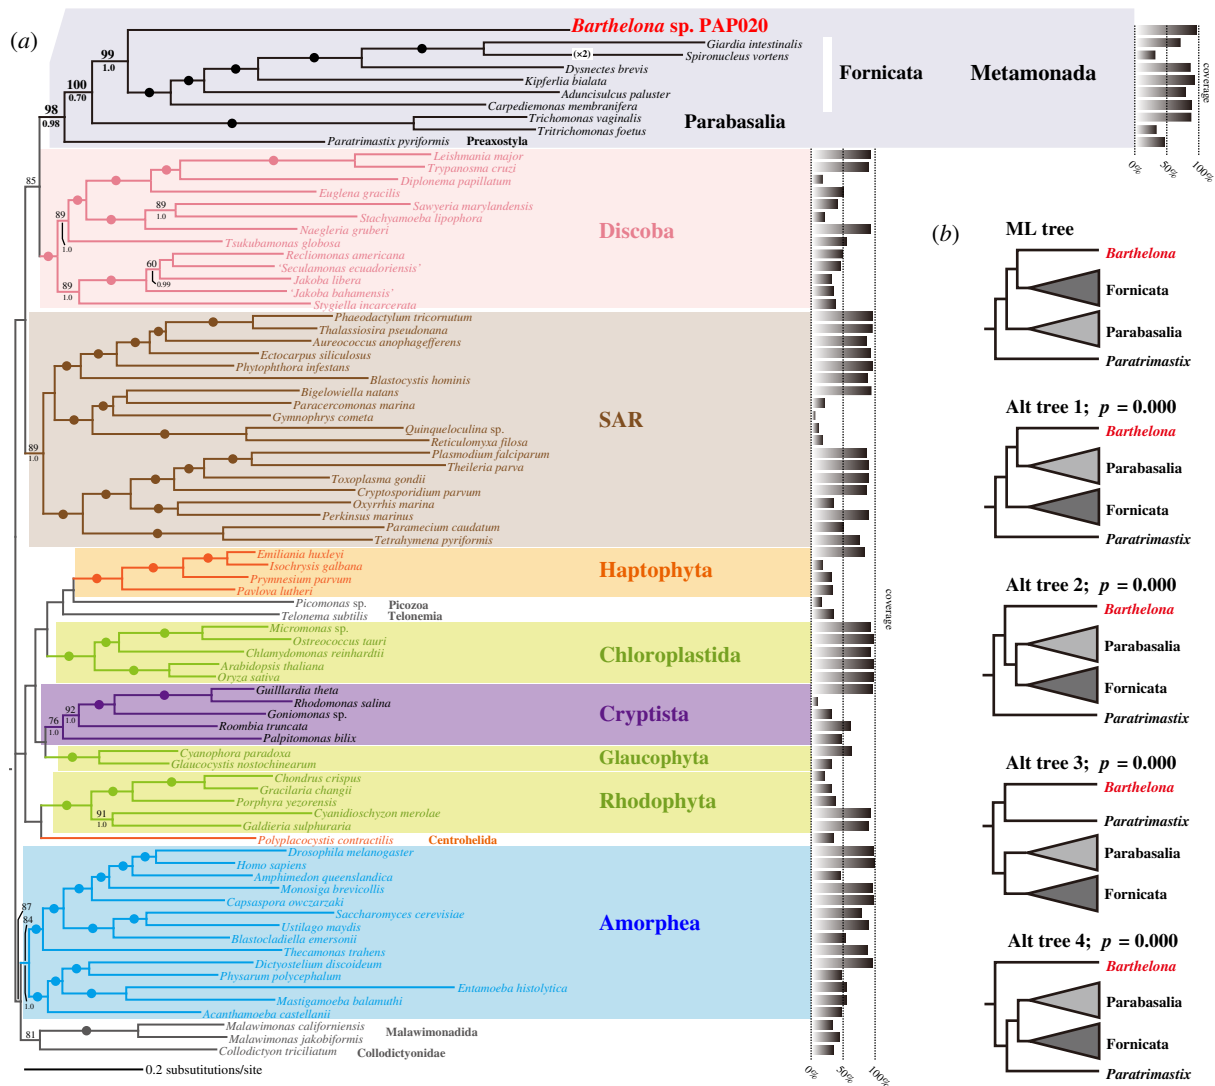 (a)
Barthelona sp. PAP020
Giardia intestinalis
(×2)
Spironucleus vortens
Dysnectes brevis
Kipferlia bialata
Aduncisulcus paluster
Carpediemonas membranifera
Fornicata
Metamonada
Trichomonas vaginalis
Tritrichomonas foetus
Parabasalia
Paratrimastix pyriformis
Preaxostyla
99
1.0
100
0.70
98
0.98
coverage
0%
50%
100%
85
Leishmania major
Trypanosma cruzi
Diplonema papillatum
Euglena gracilis
Sawyeria marylandensis
Stachyamoeba lipophora
Naegleria gruberi
Tsukubamonas globosa
Recliomonas americana
'Seculamonas ecuadoriensis'
Jakoba libera
'Jakoba bahamensis'
Stygiella incarcerata
Discoba
89
1.0
89
1.0
60
0.99
89
1.0
Phaeodactylum tricornutum
Thalassiosira pseudonana
Aureococcus anophagefferens
Ectocarpus siliculosus
Phytophthora infestans
Blastocystis hominis
Bigelowiella natans
Paracercomonas marina
Gymnophrys cometa
Quinqueloculina sp.
Reticulomyxa filosa
Plasmodium falciparum
Theileria parva
Toxoplasma gondii
Cryptosporidium parvum
Oxyrrhis marina
Perkinsus marinus
Paramecium caudatum
Tetrahymena pyriformis
SAR
89
1.0
Emiliania huxleyi
Isochrysis galbana
Prymnesium parvum
Pavlova lutheri
Haptophyta
Picomonas sp.
Picozoa
Telonema subtilis
Telonemia
coverage
Micromonas sp.
Ostreococcus tauri
Chlamydomonas reinhardtii
Arabidopsis thaliana
Oryza sativa
Chloroplastida
Guilllardia theta
Rhodomonas salina
Goniomonas sp.
Roombia truncata
Palpitomonas bilix
Cryptista
92
1.0
76
1.0
Cyanophora paradoxa
Glaucocystis nostochinearum
Glaucophyta
Chondrus crispus
Gracilaria changii
Porphyra yezorensis
Cyanidioschyzon merolae
Galdieria sulphuraria
Rhodophyta
91
1.0
Polyplacocystis contractilis
Centrohelida
Drosophila melanogaster
Homo sapiens
Amphimedon queenslandica
Monosiga brevicollis
Capsaspora owczarzaki
Saccharomyces cerevisiae
Ustilago maydis
Blastocladiella emersonii
Thecamonas trahens
Dictyostelium discoideum
Physarum polycephalum
Entamoeba histolytica
Mastigamoeba balamuthi
Acanthamoeba castellanii
Amorphea
87
84
1.0
Malawimonas californiensis
Malawimonas jakobiformis
Malawimonadida
Collodictyon triciliatum
Collodictyonidae
81
0.2 subsutitutions/site
0%
50%
100%
(b)
ML tree
Barthelona
Fornicata
Parabasalia
Paratrimastix
Alt tree 1; p = 0.000
Barthelona
Parabasalia
Fornicata
Paratrimastix
Alt tree 2; p = 0.000
Barthelona
Parabasalia
Fornicata
Paratrimastix
Alt tree 3; p = 0.000
Barthelona
Paratrimastix
Parabasalia
Fornicata
Alt tree 4; p = 0.000
Barthelona
Parabasalia
Fornicata
Paratrimastix